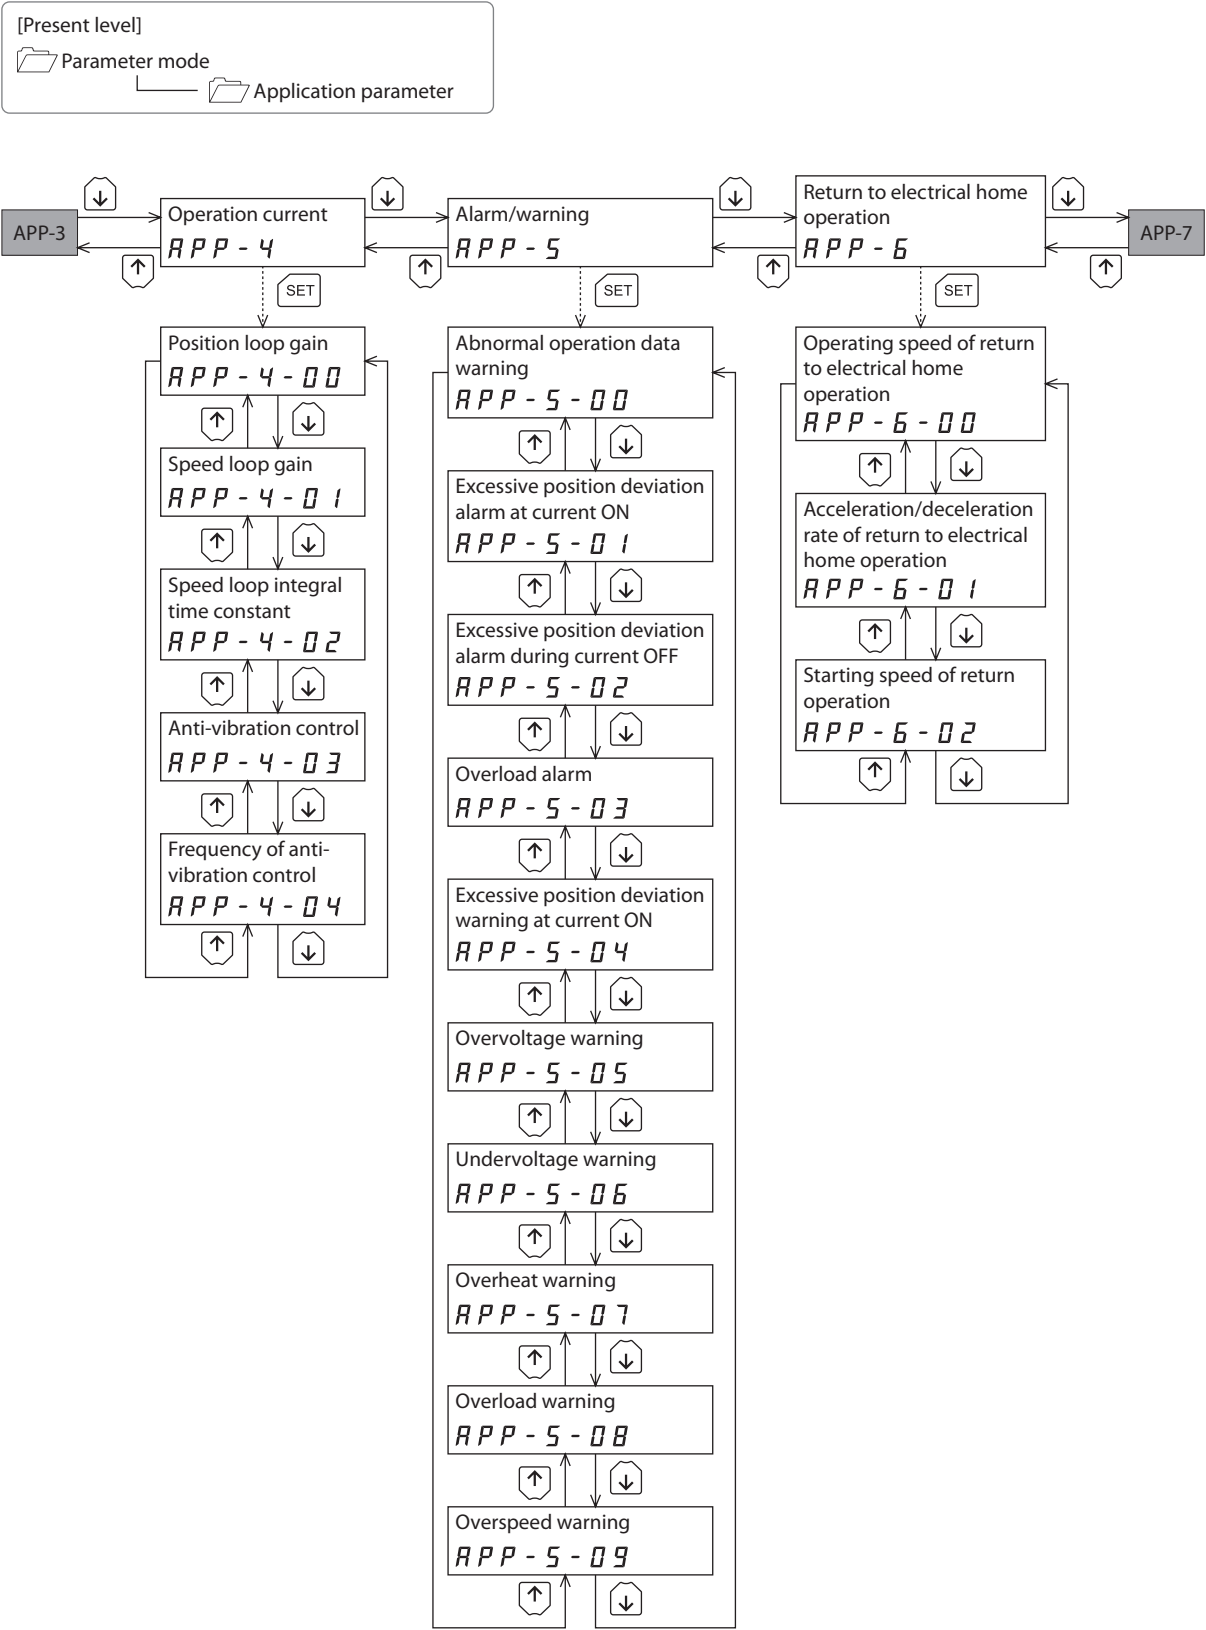 [Present level]
Parameter mode
Application parameter
APP-3
Operation current
APP-4
Alarm/warning
APP-5
Return to electrical home
operation
APP-6
APP-7
SET
SET
SET
Position loop gain
APP-4-00
Speed loop gain
APP-4-01
Speed loop integral
time constant
APP-4-02
Anti-vibration control
APP-4-03
Frequency of anti-
vibration control
APP-4-04
Abnormal operation data
warning
APP-5-00
Excessive position deviation
alarm at current ON
APP-5-01
Excessive position deviation
alarm during current OFF
APP-5-02
Overload alarm
APP-5-03
Excessive position deviation
warning at current ON
APP-5-04
Overvoltage warning
APP-5-05
Undervoltage warning
APP-5-06
Overheat warning
APP-5-07
Overload warning
APP-5-08
Overspeed warning
APP-5-09
Operating speed of return
to electrical home
operation
APP-6-00
Acceleration/deceleration
rate of return to electrical
home operation
APP-6-01
Starting speed of return
operation
APP-6-02